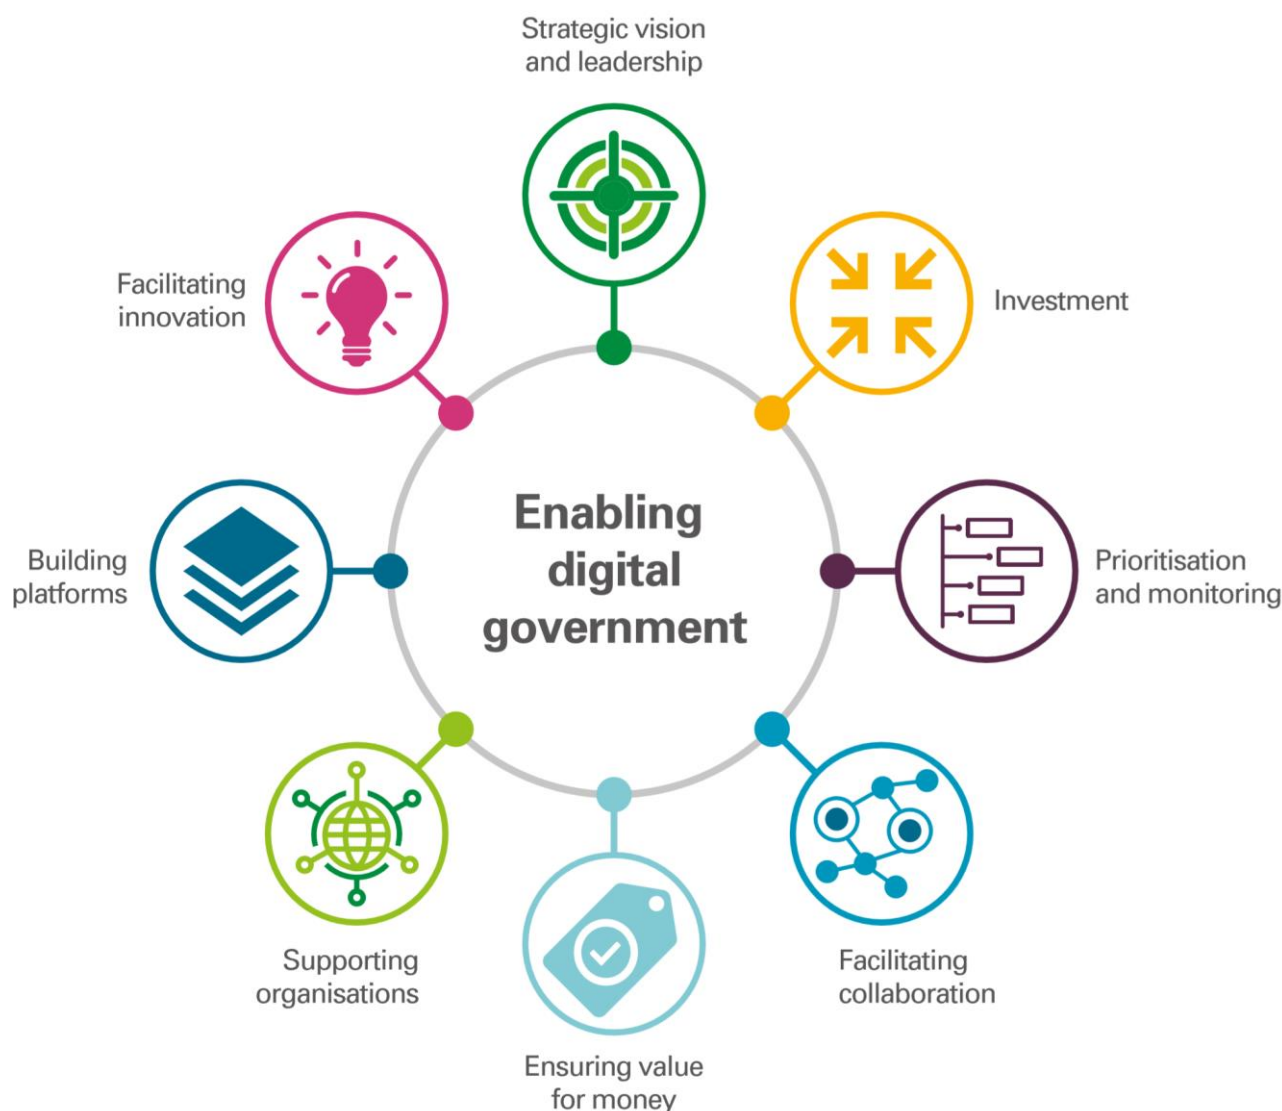 Strategic vision
and leadership
Facilitating
innovation
Investment
Enabling
digital
government
Building
platforms
Prioritisation
and monitoring
Supporting
organisations
Facilitating
collaboration
Ensuring value
for money